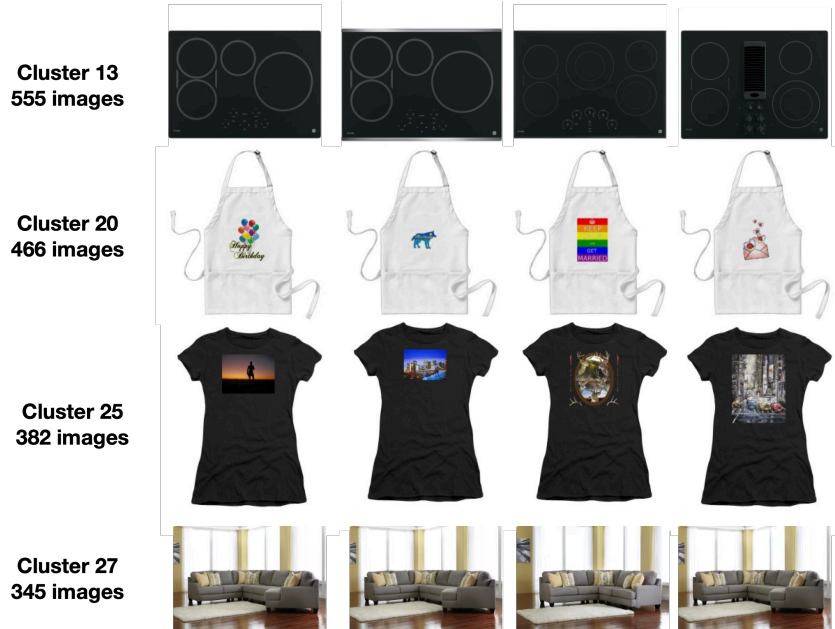 Cluster 13
555 images
Cluster 20
466 images
Happy
Birthday
KEEP
GET
MARRIED
Cluster 25
382 images
Cluster 27
345 images